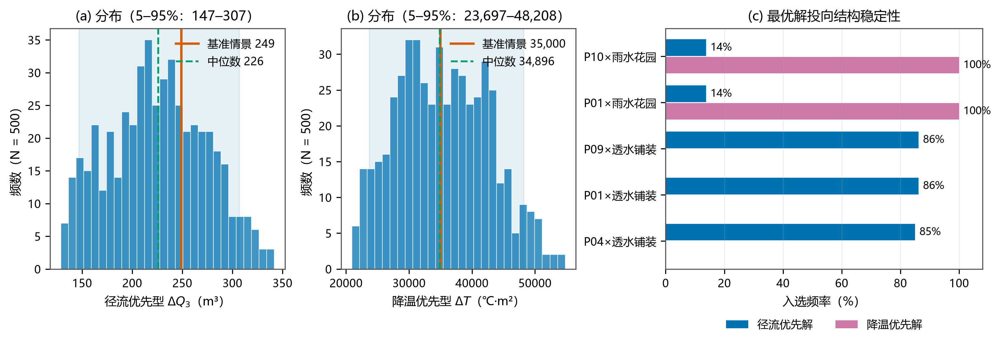 (a) 分布（5–95%：147–307）
频数（N = 500）
35
30
25
20
15
10
5
0
基准情景 249
中位数 226
150 200 250 300 350
径流优先型 ΔQ₃（m³）
(b) 分布（5–95%：23,697–48,208）
频数（N = 500）
30
25
20
15
10
5
0
基准情景 35,000
中位数 34,896
20000 30000 40000 50000
降温优先型 ΔT（℃·m²）
(c) 最优解投向结构稳定性
P10×雨水花园
14%
100%
P01×雨水花园
14%
100%
P09×透水铺装
86%
P01×透水铺装
86%
P04×透水铺装
85%
0 20 40 60 80 100
入选频率（%）
径流优先解 降温优先解